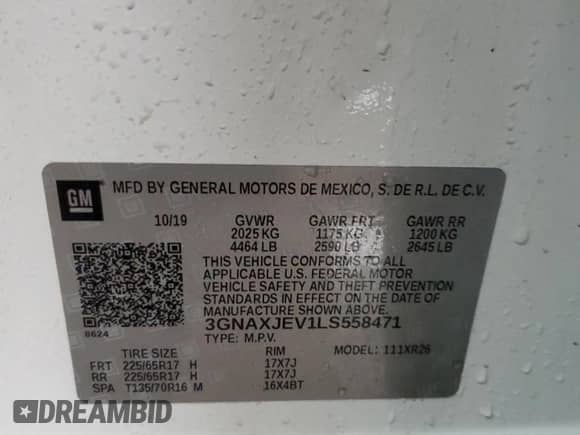 GM
MFD BY GENERAL MOTORS DE MEXICO, S. DE R.L. DE C.V.
10/19 GVWR GAWR FRT GAWR RR
2025 KG 1175 KG 1200 KG
4464 LB 2590 LB 2645 LB
THIS VEHICLE CONFORMS TO ALL
APPLICABLE U.S. FEDERAL MOTOR
VEHICLE SAFETY AND THEFT PREVENTION
STANDARDS IN EFFECT ON THE DATE OF
MANUFACTURE SHOWN ABOVE.
8624 3GNAXJEV1LS558471
TYPE: M.P.V.
TIRE SIZE RIM MODEL: 111XR26
FRT 225/65R17 H 17X7J
RR 225/65R17 H 17X7J
SPA T135/70R16 M 16X4BT
DREAMBID